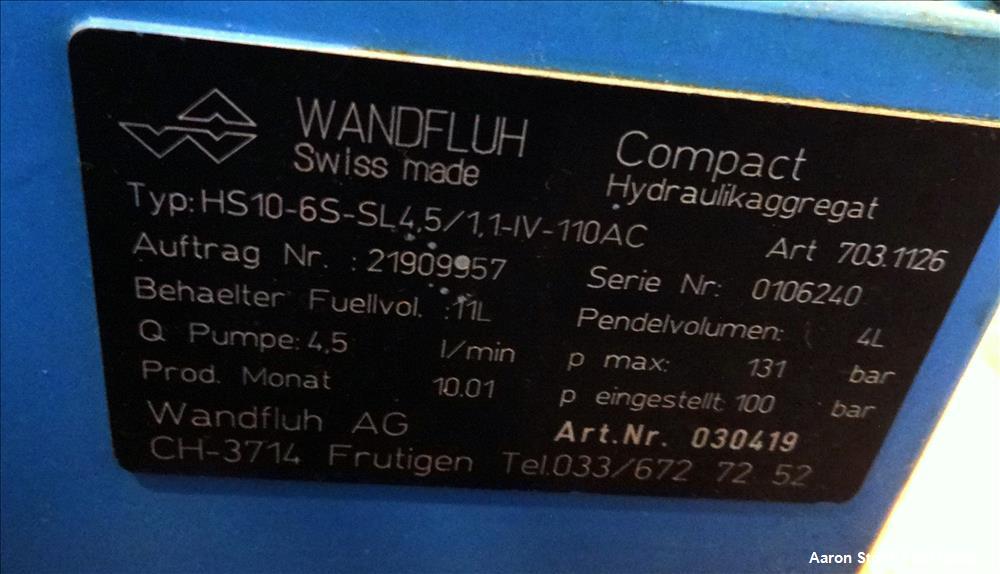 WANDFLUH
Swiss made
Compact
Hydraulikaggregat
Typ: HS10-6S-SL4,5/1,1-IV-110AC
Art 703.1126
Auftrag Nr. : 21909957
Serie Nr: 0106240
Behaelter Fuellvol. : 11L
Pendelvolumen: 4L
Q Pumpe: 4,5 l/min
p max: 131 bar
Prod. Monat 10.01
p eingestellt: 100 bar
Wandfluh AG
Art.Nr. 030419
CH-3714 Frutigen Tel.033/672 72 52
Aaron